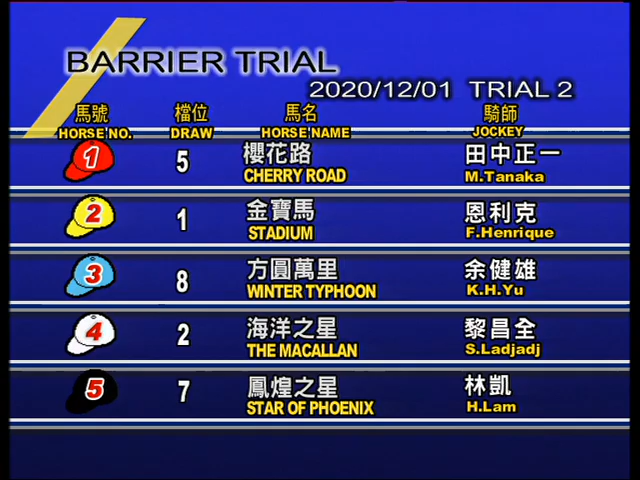 BARRIER TRIAL
2020/12/01 TRIAL 2
馬號 檔位 馬名 騎師
HORSE NO. DRAW HORSE NAME JOCKEY
1 5 櫻花路 田中正一
CHERRY ROAD M.Tanaka
2 1 金寶馬 恩利克
STADIUM F.Henrique
3 8 方圓萬里 余健雄
WINTER TYPHOON K.H.Yu
4 2 海洋之星 黎昌全
THE MACALLAN S.Ladjadj
5 7 鳳煌之星 林凱
STAR OF PHOENIX H.Lam